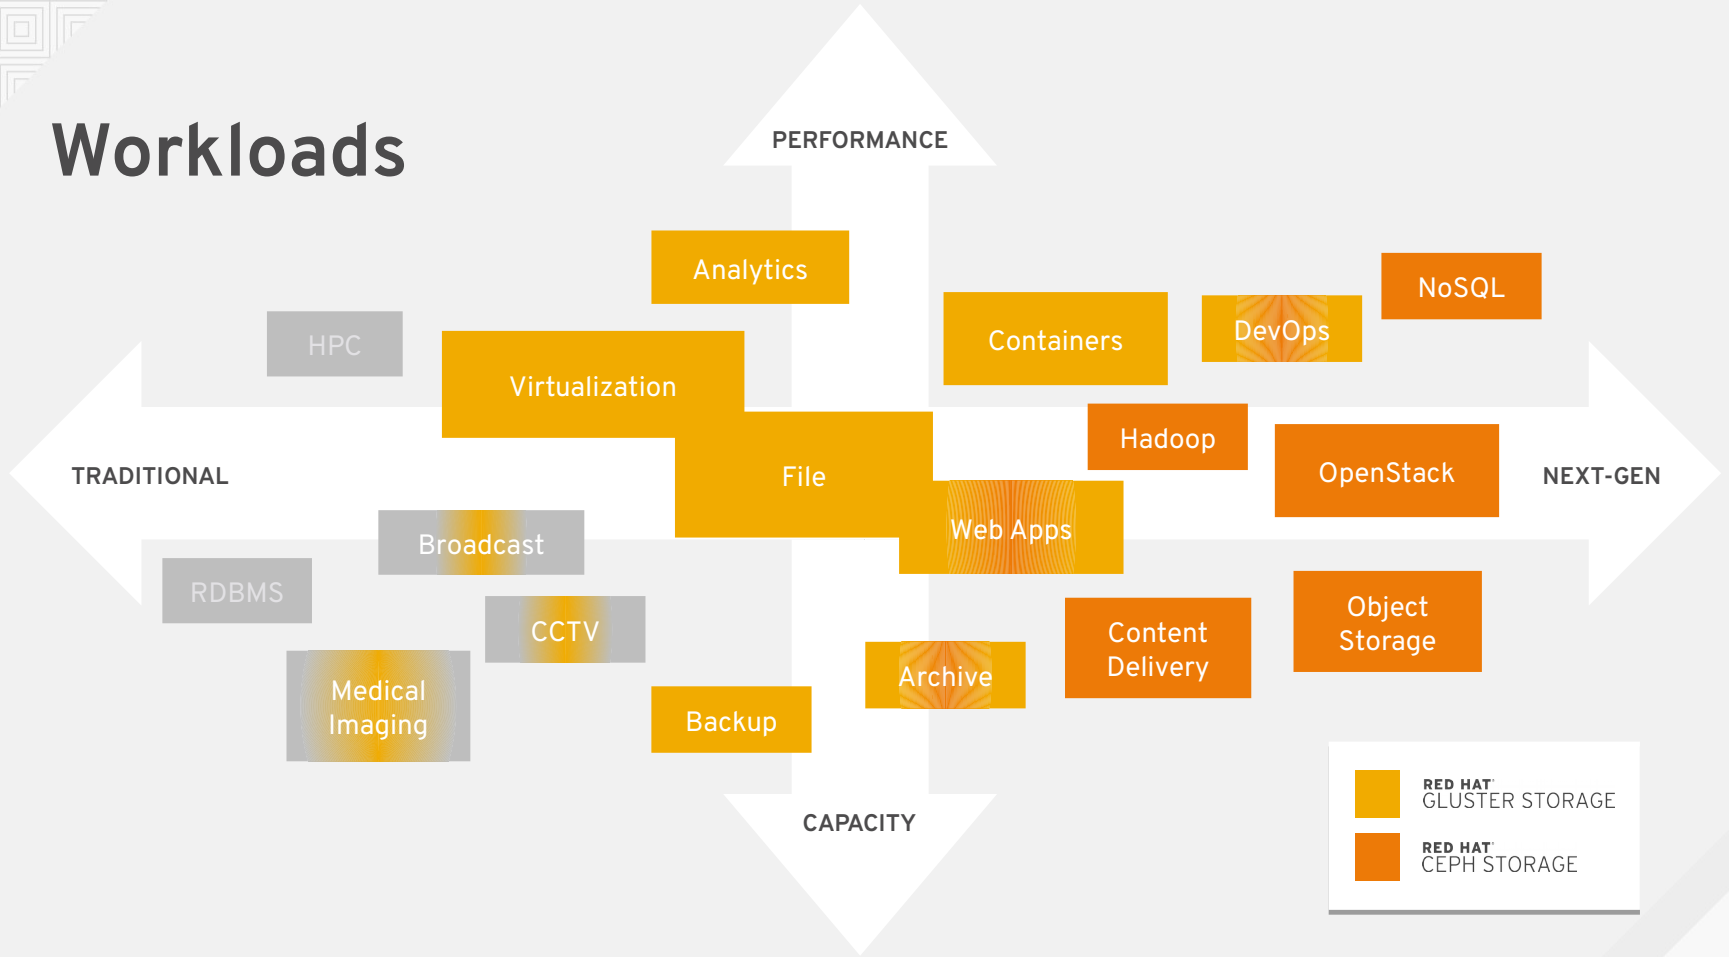 Workloads
PERFORMANCE
Analytics
NoSQL
HPC
Containers
DevOps
Virtualization
Hadoop
TRADITIONAL
File
OpenStack
NEXT-GEN
Broadcast
Web Apps
RDBMS
CCTV
Content
Delivery
Object
Storage
Medical
Imaging
Backup
Archive
CAPACITY
RED HAT®
GLUSTER STORAGE
RED HAT®
CEPH STORAGE